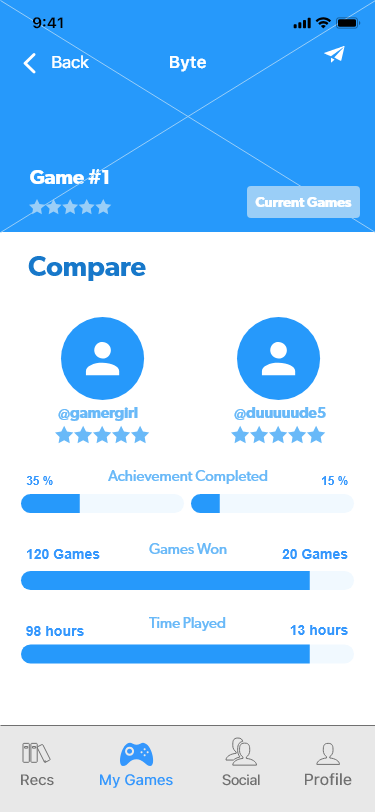 9:41
Back Byte
Game #1
Current Games
Compare
@gamergirl @duuuuude5
35 % Achievement Completed 15 %
120 Games Games Won 20 Games
98 hours Time Played 13 hours
Recs My Games Social Profile